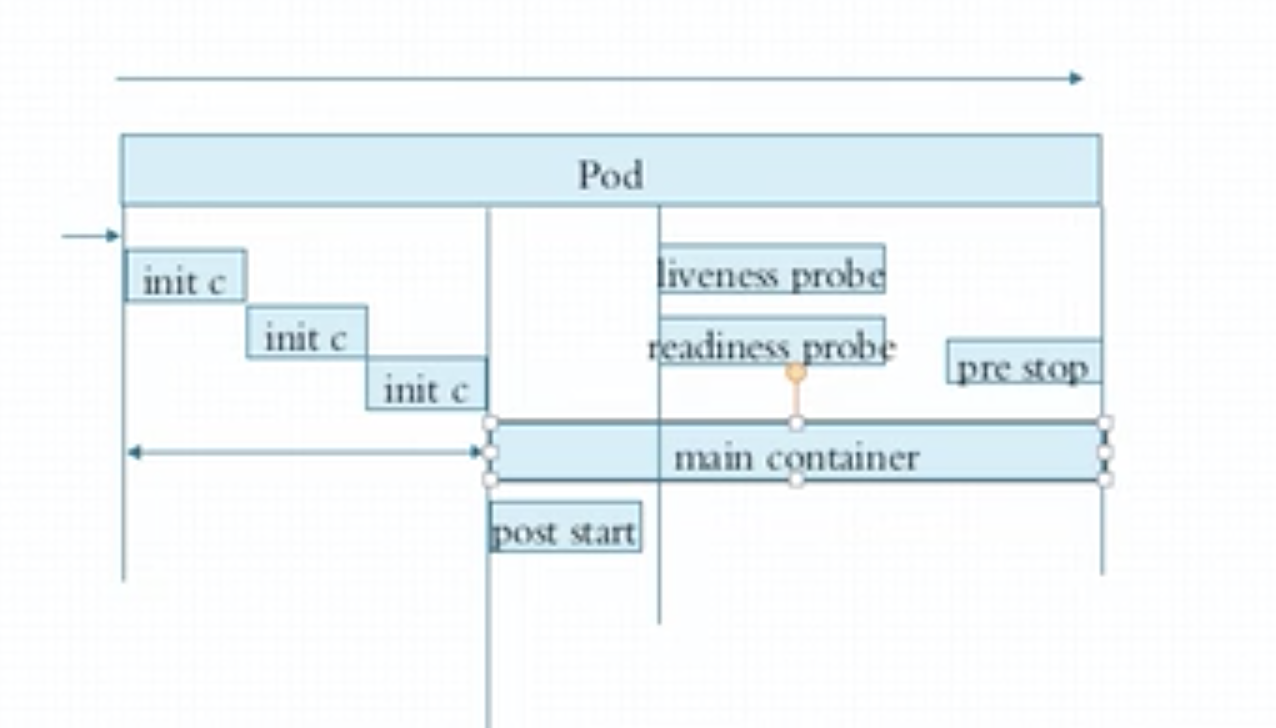 Pod
init c
init c
init c
liveness probe
readiness probe
pre stop
main container
post start